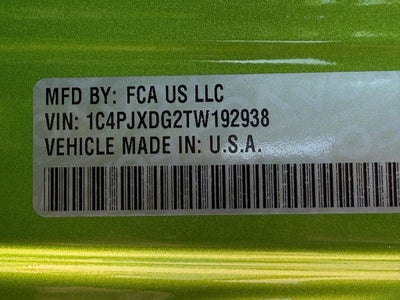 MFD BY: FCA US LLC
VIN: 1C4PJXDG2TW192938
VEHICLE MADE IN: U.S.A.